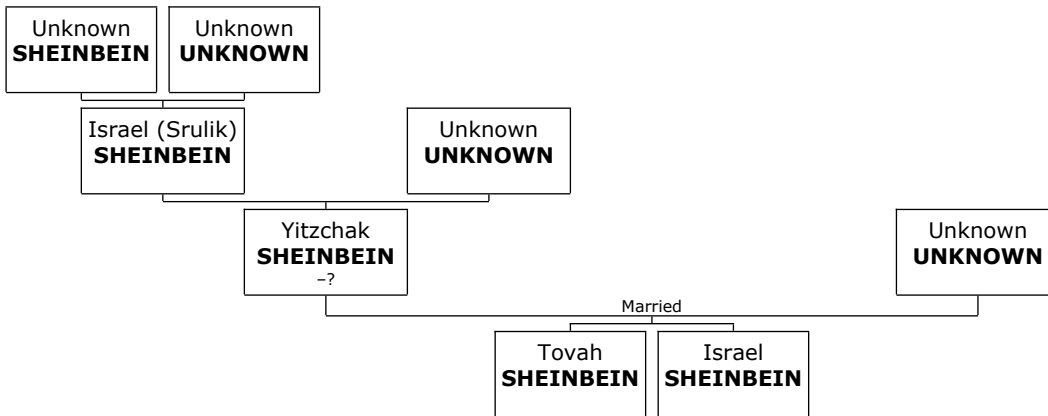 Unknown
SHEINBEIN
Unknown
UNKNOWN
Israel (Srulik)
SHEINBEIN
Unknown
UNKNOWN
Yitzchak
SHEINBEIN
–?
Unknown
UNKNOWN
Married
Tovah
SHEINBEIN
Israel
SHEINBEIN